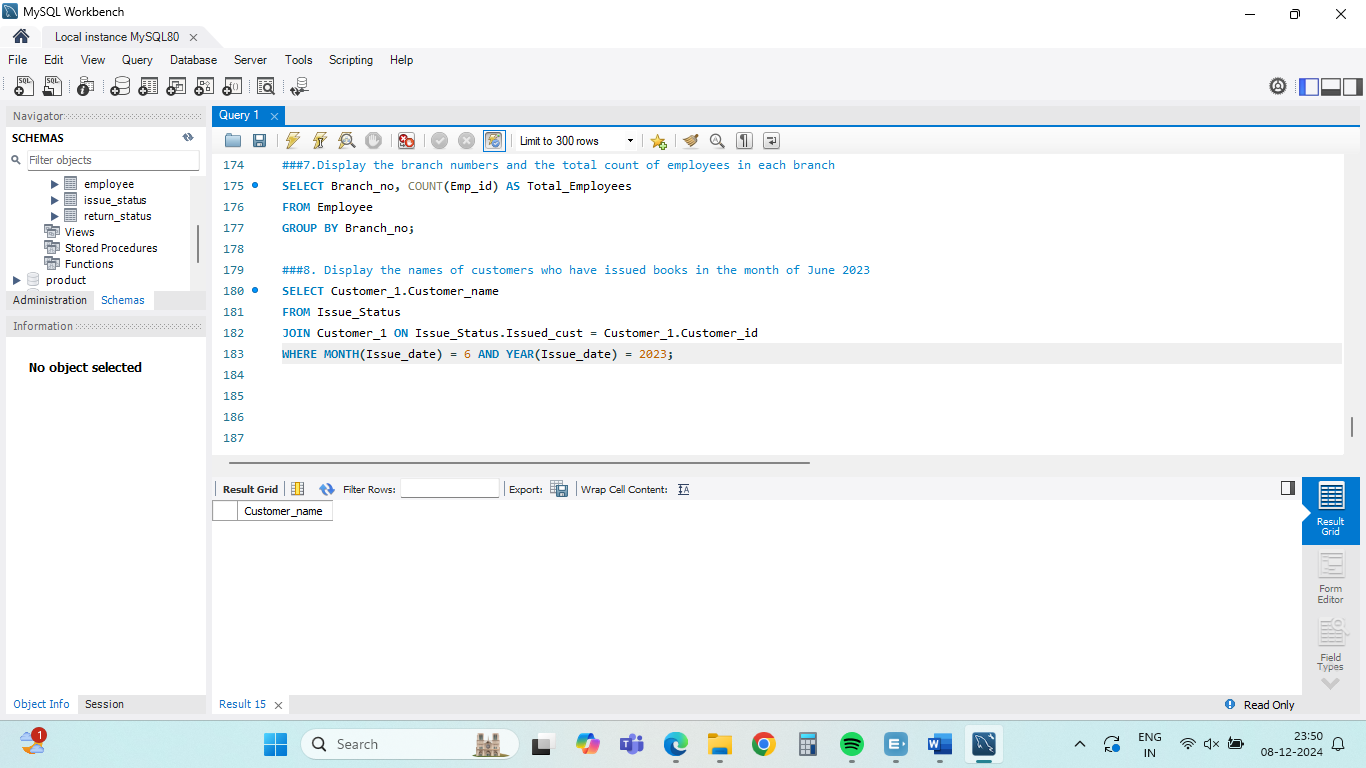 MySQL Workbench
Local instance MySQL80
File Edit View Query Database Server Tools Scripting Help
Navigator
SCHEMAS
Filter objects
employee
issue_status
return_status
Views
Stored Procedures
Functions
product
Administration Schemas
Information
No object selected
Object Info Session
Query 1
Limit to 300 rows
174 ###7.Display the branch numbers and the total count of employees in each branch
175 SELECT Branch_no, COUNT(Emp_id) AS Total_Employees
176 FROM Employee
177 GROUP BY Branch_no;
178
179 ###8. Display the names of customers who have issued books in the month of June 2023
180 SELECT Customer_1.Customer_name
181 FROM Issue_Status
182 JOIN Customer_1 ON Issue_Status.Issued_cust = Customer_1.Customer_id
183 WHERE MONTH(Issue_date) = 6 AND YEAR(Issue_date) = 2023;
184
185
186
187
Result Grid Filter Rows: Export: Wrap Cell Content:
Customer_name
Result Grid
Form Editor
Field Types
Result 15
Read Only
1
Search
ENG
IN
23:50
08-12-2024